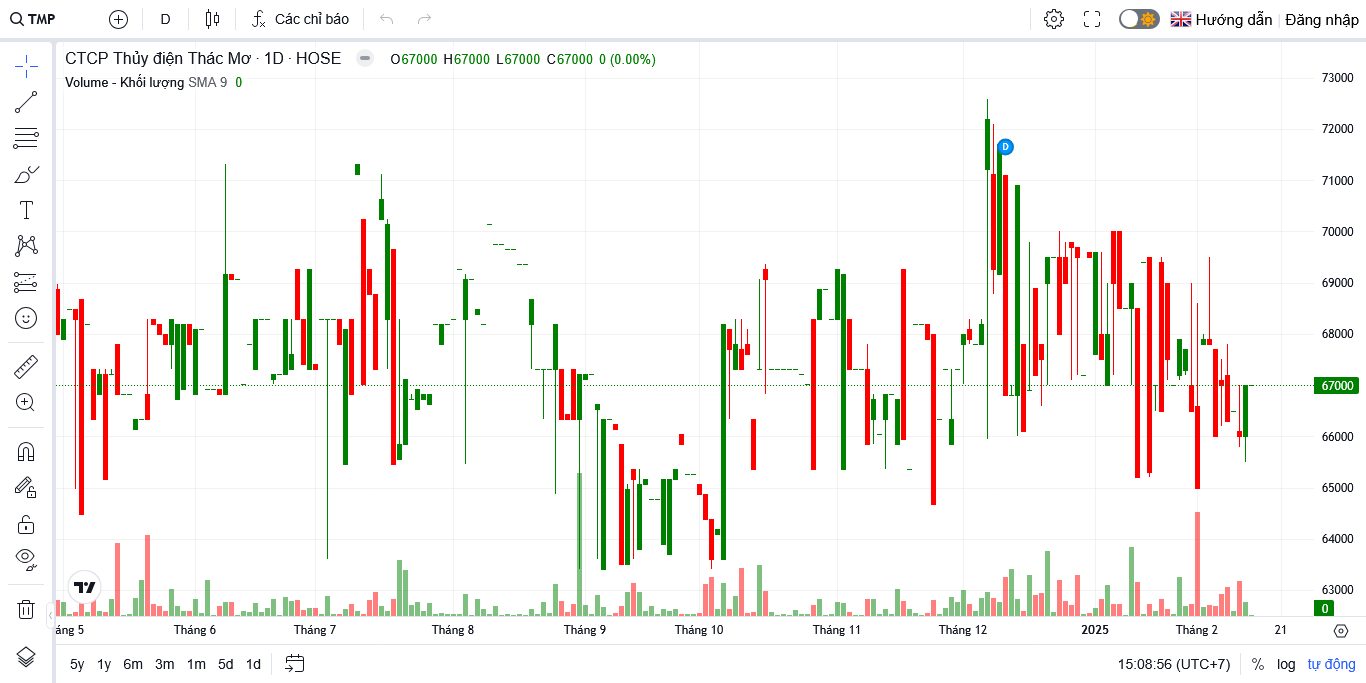 TMP D Các chỉ báo Hướng dẫn Đăng nhập
CTCP Thủy điện Thác Mơ · 1D · HOSE O67000 H67000 L67000 C67000 0 (0.00%)
Volume - Khối lượng SMA 9 0
73000
72000
D
71000
70000
69000
68000
67000
66000
65000
64000
63000
0
áng 5 Tháng 6 Tháng 7 Tháng 8 Tháng 9 Tháng 10 Tháng 11 Tháng 12 2025 Tháng 2 21
5y 1y 6m 3m 1m 5d 1d 15:08:56 (UTC+7) % log tự động